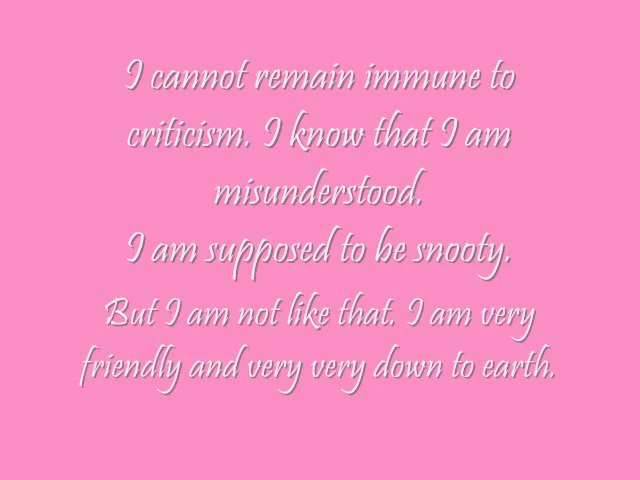 I cannot remain immune to
criticism. I know that I am
misunderstood.
I am supposed to be snooty.
But I am not like that. I am very
friendly and very very down to earth.